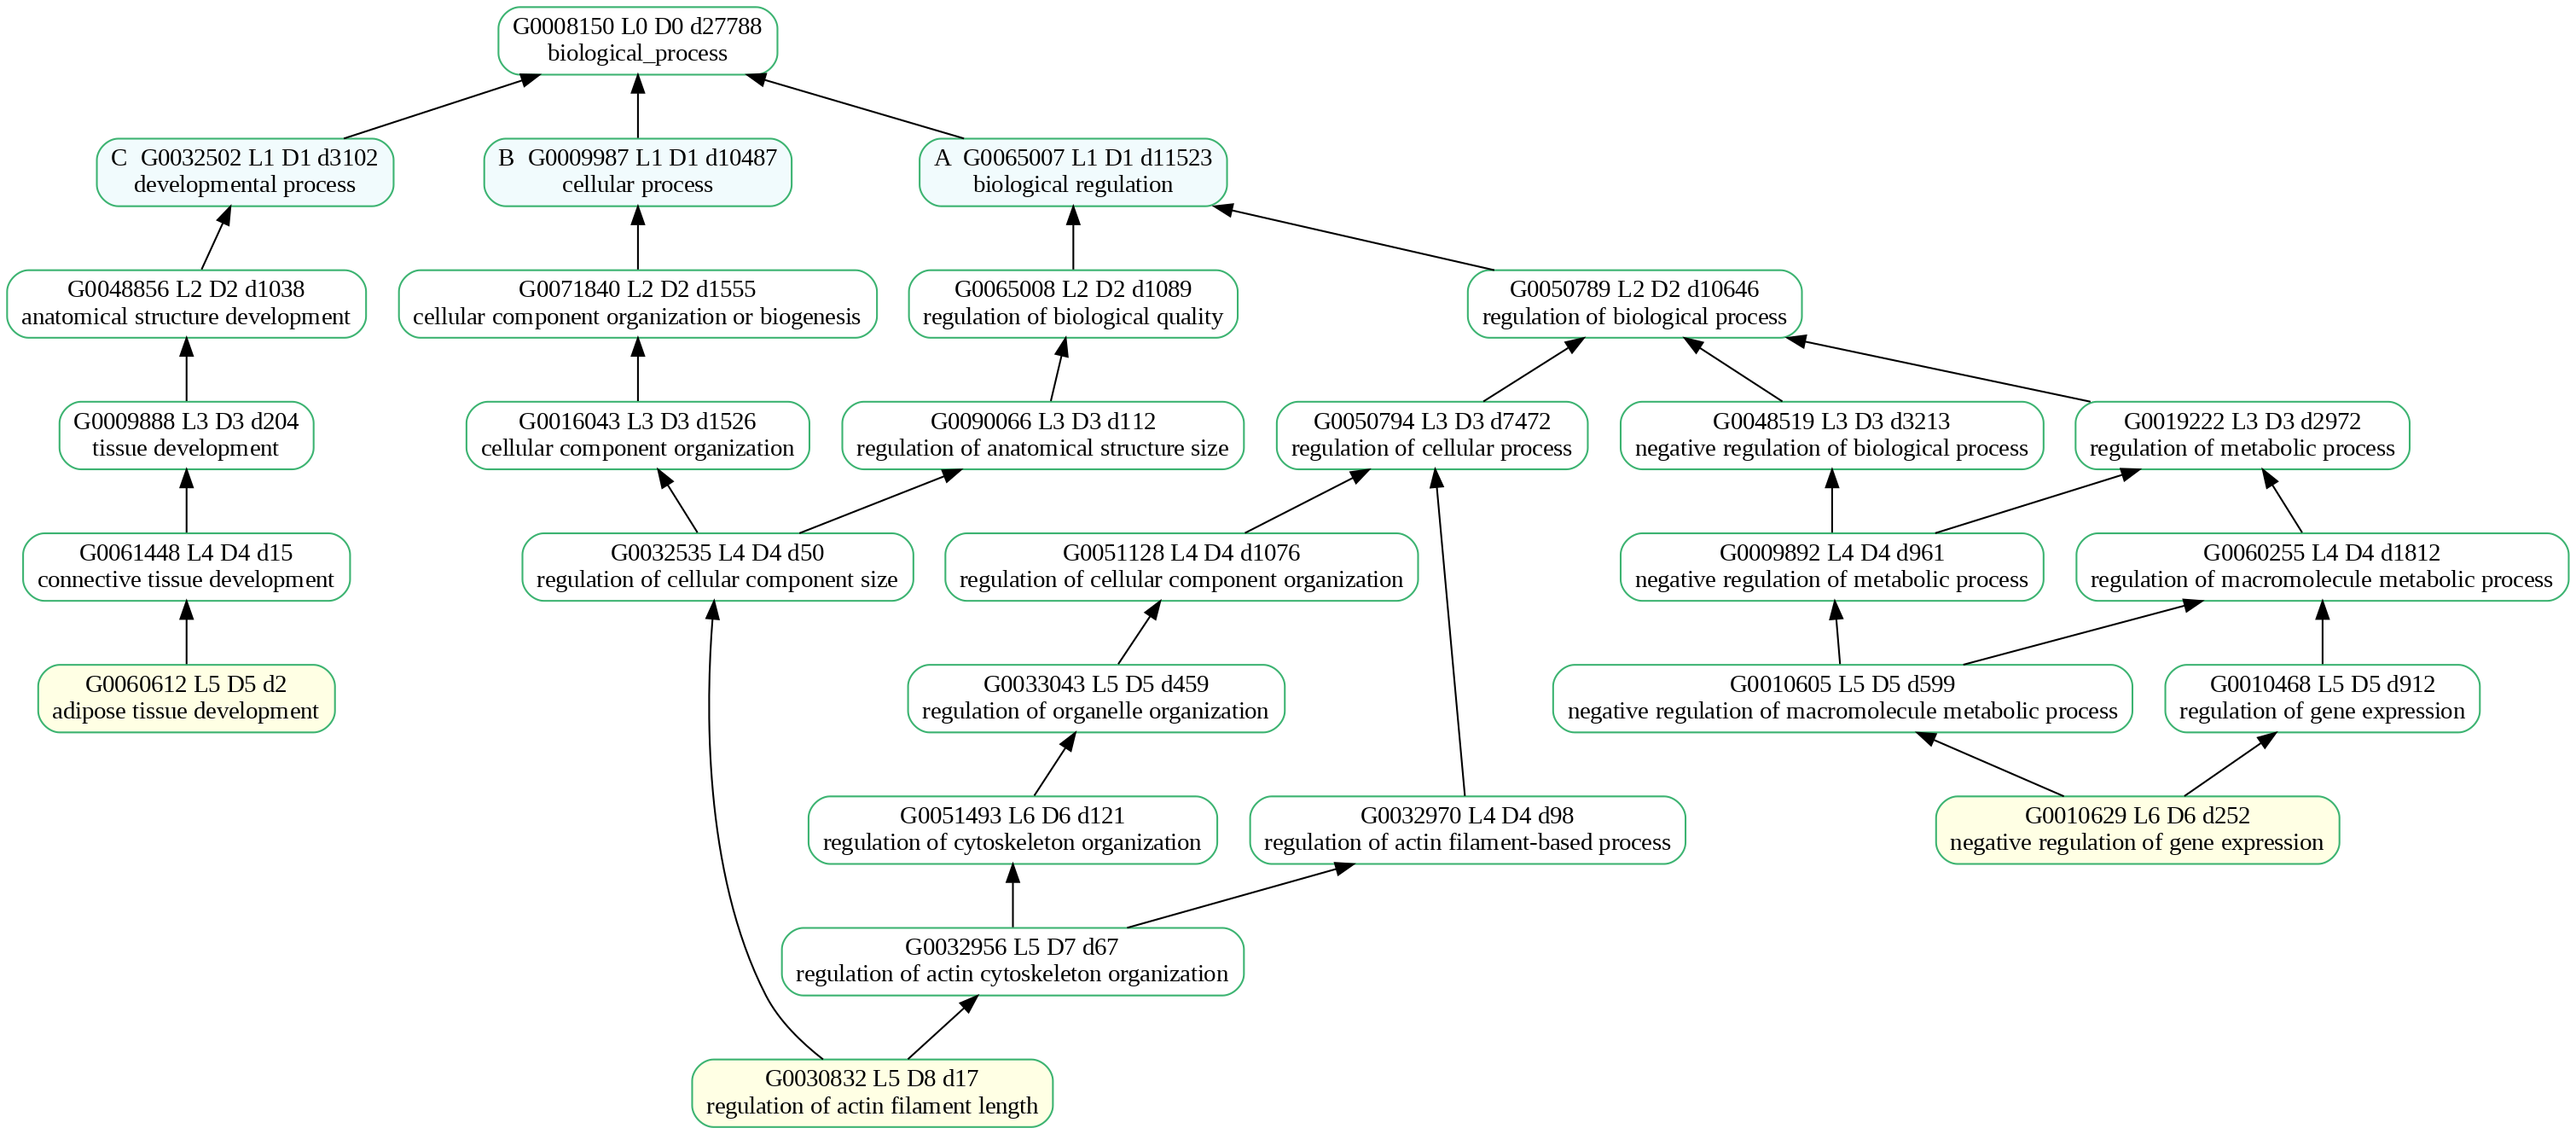 G0008150 L0 D0 d27788
biological_process
C  G0032502 L1 D1 d3102
developmental process
B  G0009987 L1 D1 d10487
cellular process
A  G0065007 L1 D1 d11523
biological regulation
G0048856 L2 D2 d1038
anatomical structure development
G0071840 L2 D2 d1555
cellular component organization or biogenesis
G0065008 L2 D2 d1089
regulation of biological quality
G0050789 L2 D2 d10646
regulation of biological process
G0009888 L3 D3 d204
tissue development
G0016043 L3 D3 d1526
cellular component organization
G0090066 L3 D3 d112
regulation of anatomical structure size
G0050794 L3 D3 d7472
regulation of cellular process
G0048519 L3 D3 d3213
negative regulation of biological process
G0019222 L3 D3 d2972
regulation of metabolic process
G0061448 L4 D4 d15
connective tissue development
G0032535 L4 D4 d50
regulation of cellular component size
G0051128 L4 D4 d1076
regulation of cellular component organization
G0009892 L4 D4 d961
negative regulation of metabolic process
G0060255 L4 D4 d1812
regulation of macromolecule metabolic process
G0060612 L5 D5 d2
adipose tissue development
G0033043 L5 D5 d459
regulation of organelle organization
G0010605 L5 D5 d599
negative regulation of macromolecule metabolic process
G0010468 L5 D5 d912
regulation of gene expression
G0051493 L6 D6 d121
regulation of cytoskeleton organization
G0032970 L4 D4 d98
regulation of actin filament-based process
G0010629 L6 D6 d252
negative regulation of gene expression
G0032956 L5 D7 d67
regulation of actin cytoskeleton organization
G0030832 L5 D8 d17
regulation of actin filament length